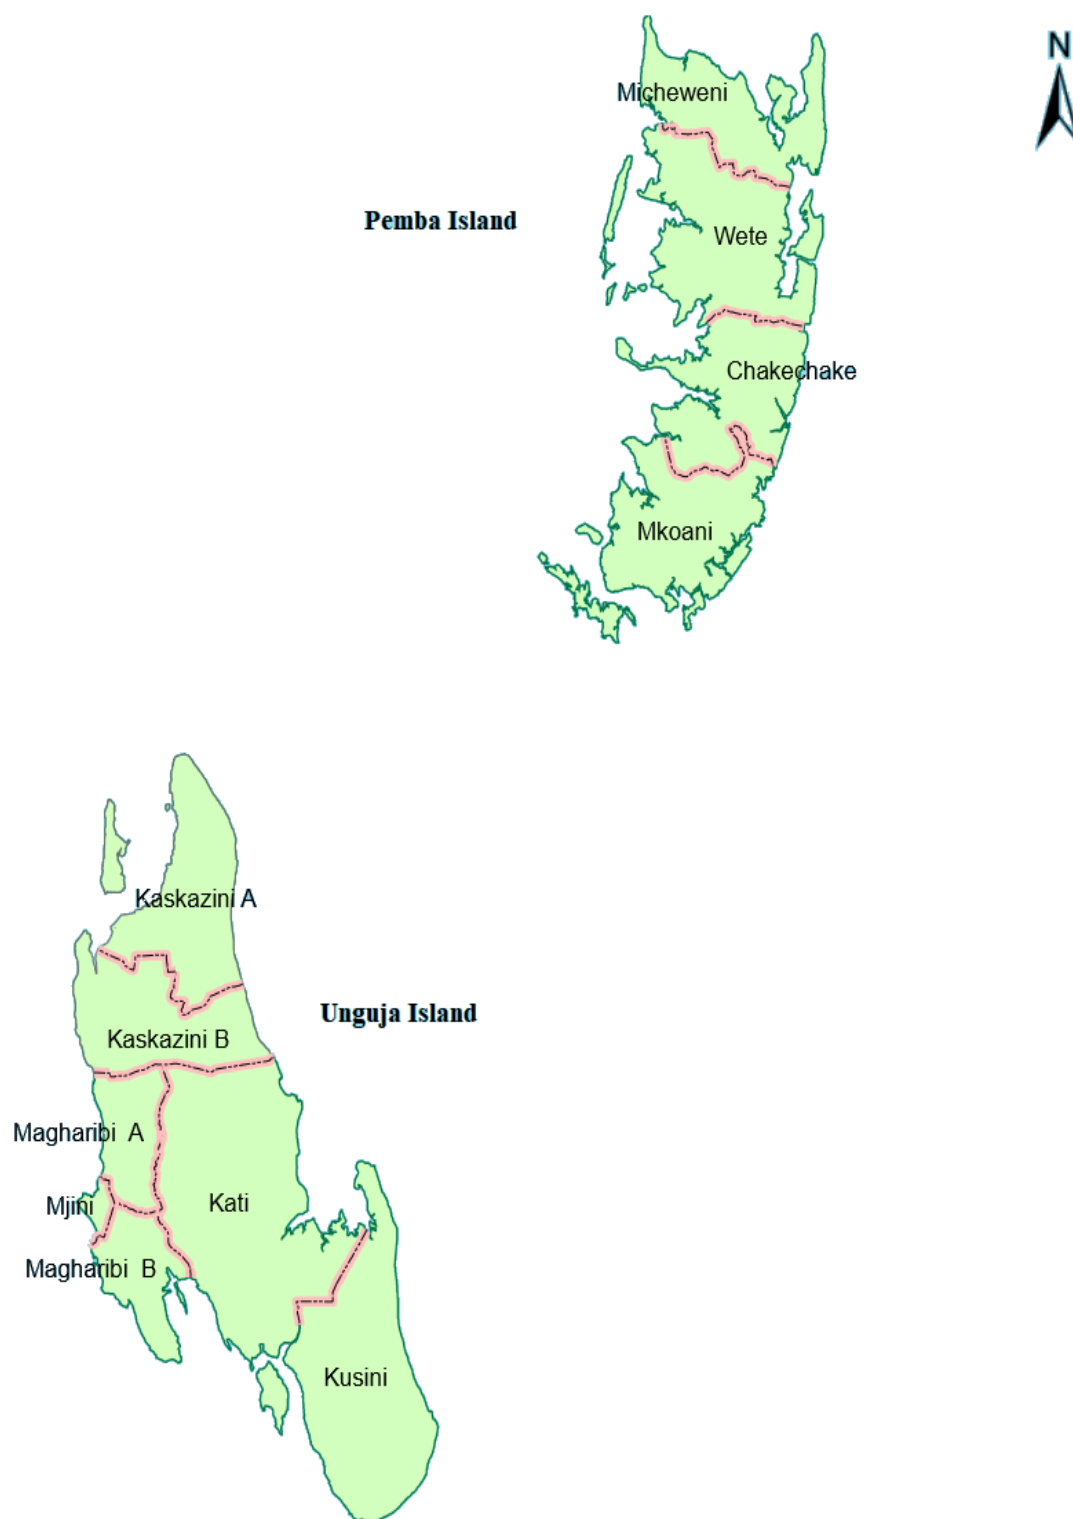 N
Micheweni
Pemba Island
Wete
Chakechake
Mkoani
Kaskazini A
Unguja Island
Kaskazini B
Magharibi A
Mjini
Kati
Magharibi B
Kusini